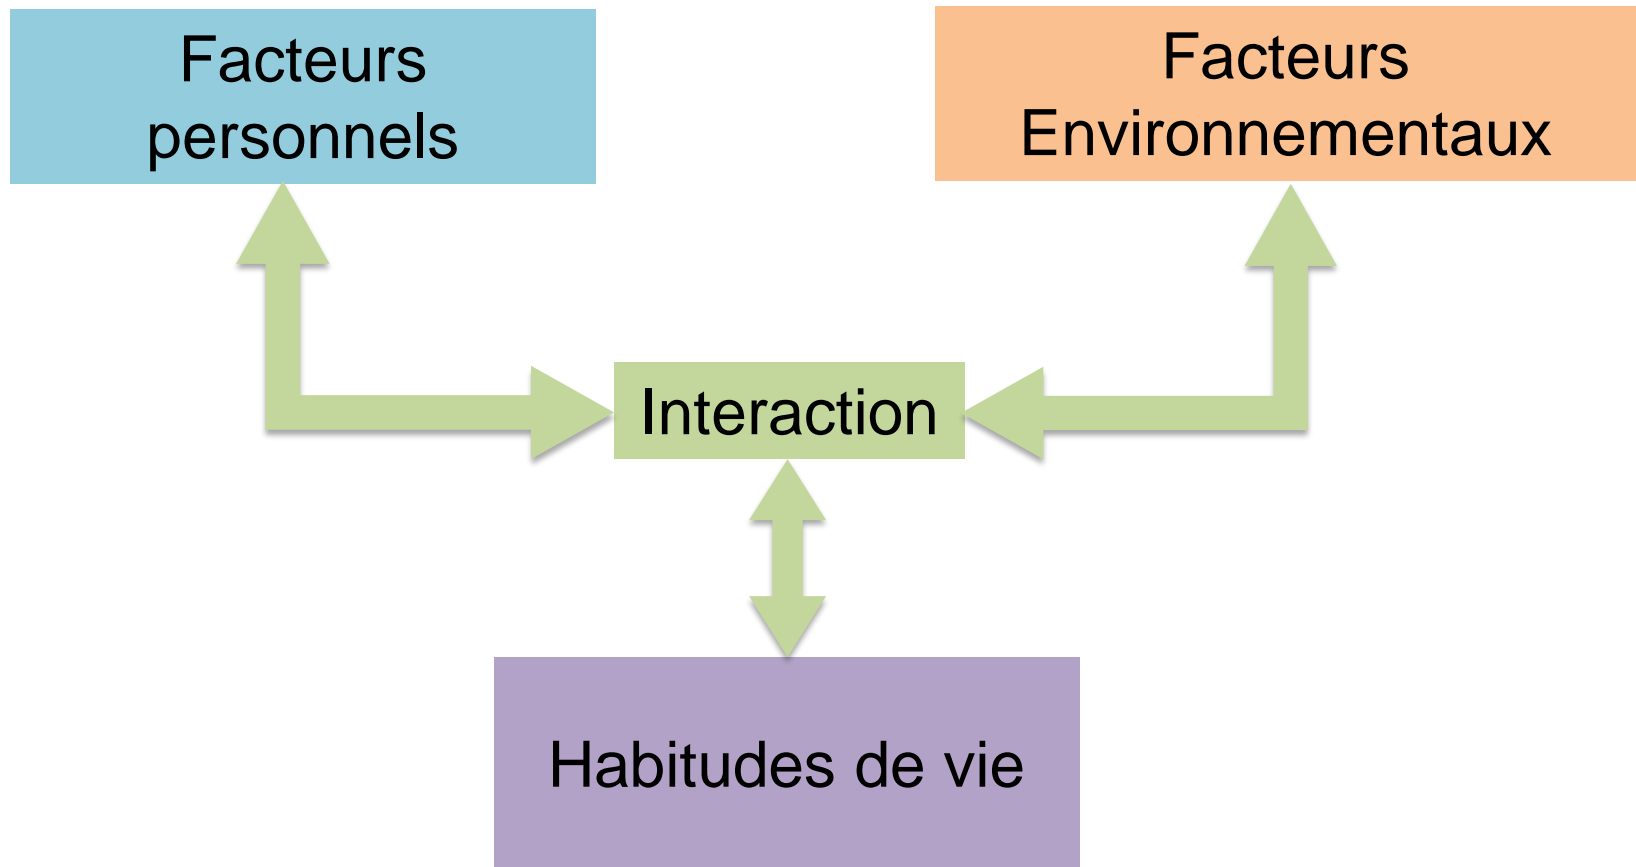 Facteurs
personnels
Facteurs
Environnementaux
Interaction
Habitudes de vie